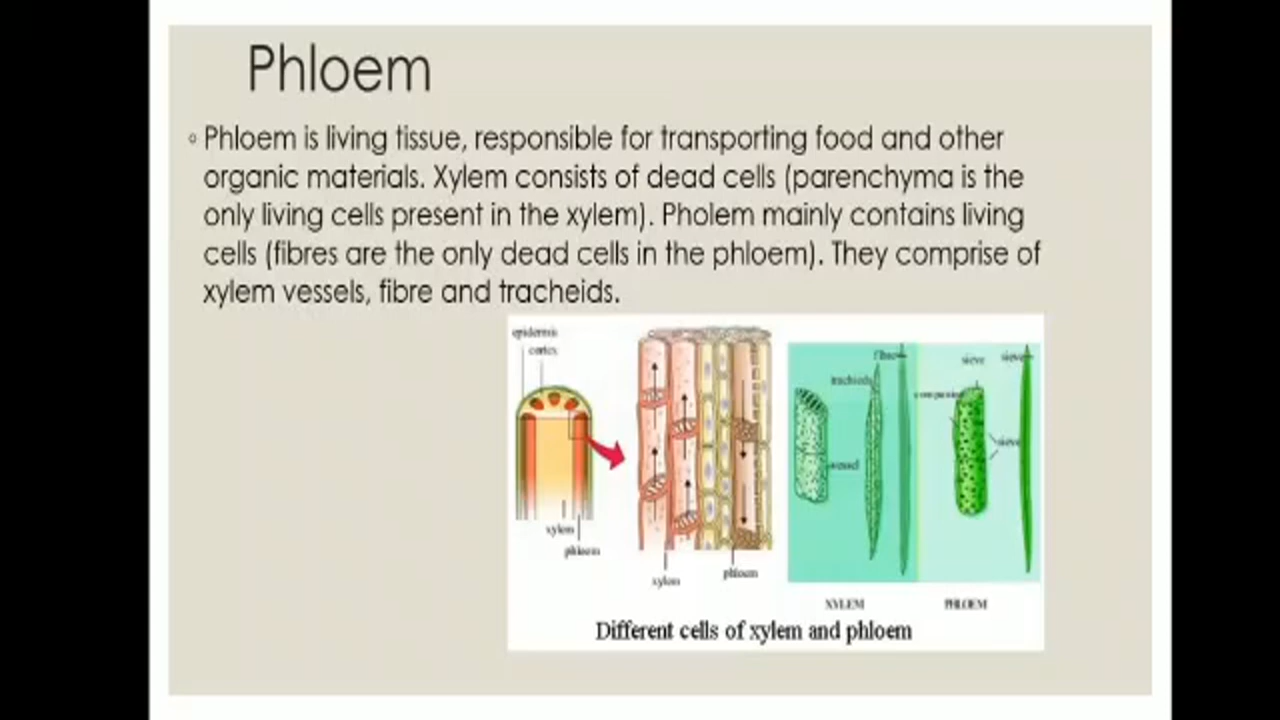 Phloem
◦ Phloem is living tissue, responsible for transporting food and other
organic materials. Xylem consists of dead cells (parenchyma is the
only living cells present in the xylem). Pholem mainly contains living
cells (fibres are the only dead cells in the phloem). They comprise of
xylem vessels, fibre and tracheids.
epidermis
cortex
xylem
phloem
xylem
phloem
fibre
tracheids
vessel
sieve
sieve
companion
sieve
XYLEM
PHLOEM
Different cells of xylem and phloem